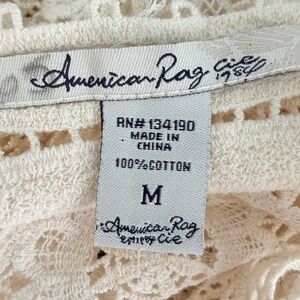 American Rag Cie
RN# 134190
MADE IN
CHINA
100% COTTON
M
American Rag
Cie